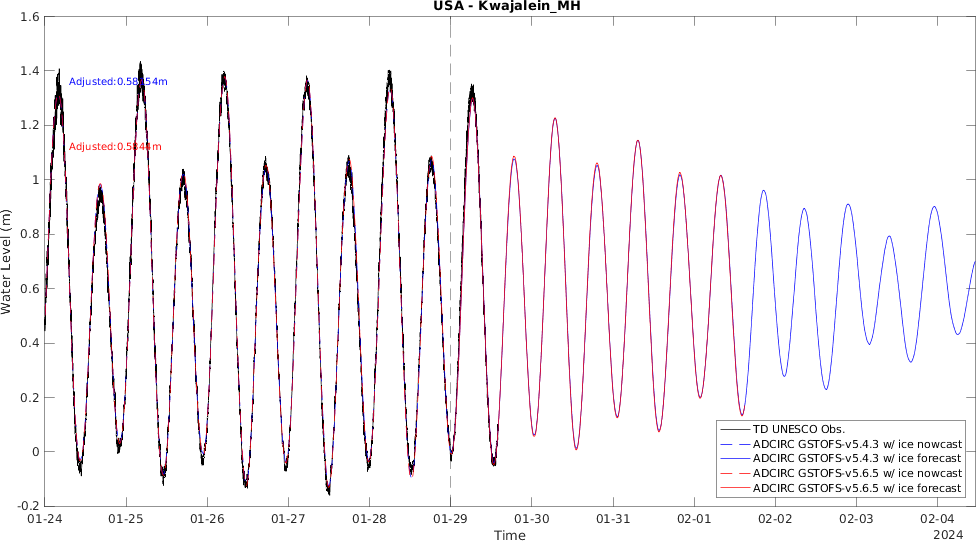 USA - Kwajalein_MH
1.6
1.4
1.2
1
0.8
0.6
0.4
0.2
0
-0.2
Water Level (m)
Adjusted:0.58 54m
Adjusted:0.584 m
TD UNESCO Obs.
ADCIRC GSTOFS-v5.4.3 w/ ice nowcast
ADCIRC GSTOFS-v5.4.3 w/ ice forecast
ADCIRC GSTOFS-v5.6.5 w/ ice nowcast
ADCIRC GSTOFS-v5.6.5 w/ ice forecast
01-24 01-25 01-26 01-27 01-28 01-29 01-30 01-31 02-01 02-02 02-03 02-04
Time
2024